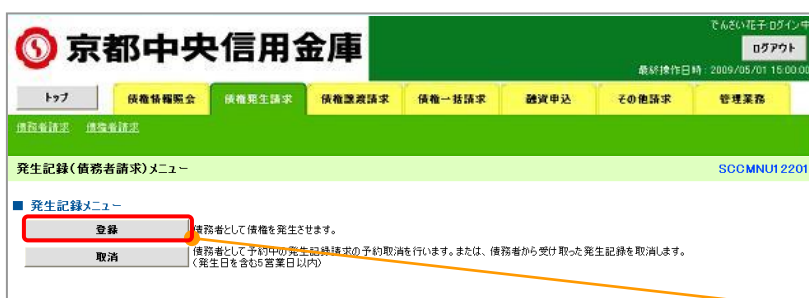 京都中央信用金庫
でんさい花子 ログイン中
ログアウト
最終操作日時：2009/05/01 15:00:00
トップ
債権情報照会
債権発生請求
債権譲渡請求
債権一括請求
融資申込
その他請求
管理業務
債務者請求 債権者請求
発生記録（債務者請求）メニュー
SCCMNU12201
■ 発生記録メニュー
登録
債務者として債権を発生させます。
取消
債務者として予約中の発生記録請求の予約取消を行います。または、債務者から受け取った発生記録を取消します。
（発生日を含む5営業日以内）